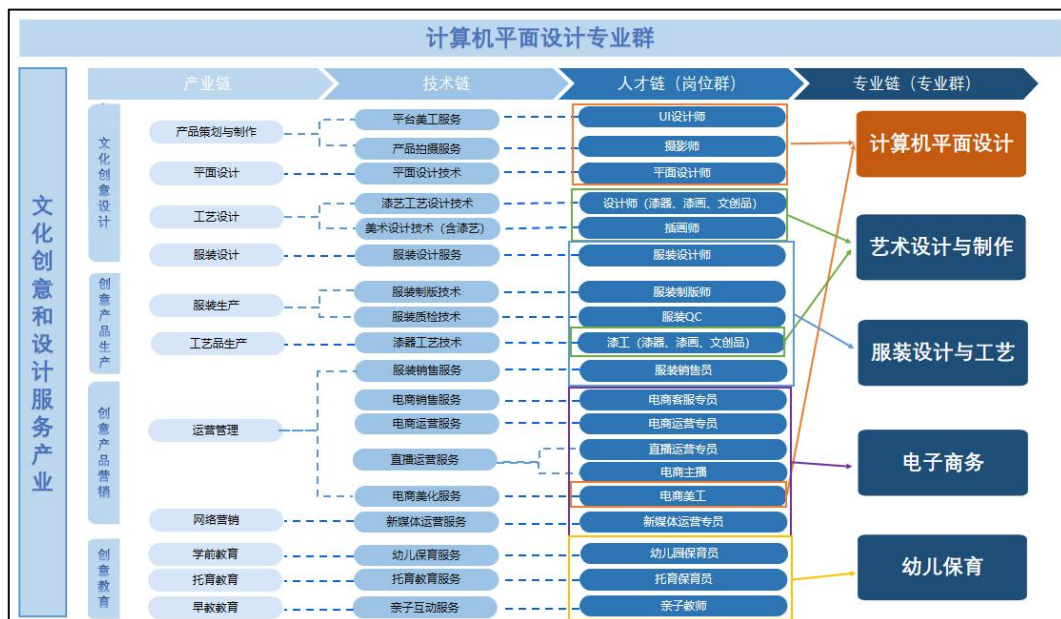 计算机平面设计专业群
产业链
技术链
人才链（岗位群）
专业链（专业群）
文化创意和设计服务产业
文化创意设计
创意产品生产
创意产品营销
创意教育
产品策划与制作
平面设计
工艺设计
服装设计
服装生产
工艺品生产
运营管理
网络营销
学前教育
托育教育
早教教育
平台美工服务
产品拍摄服务
平面设计技术
漆艺工艺设计技术
美术设计技术（含漆艺）
服装设计服务
服装制版技术
服装质检技术
漆器工艺技术
服装销售服务
电商销售服务
电商运营服务
直播运营服务
电商美化服务
新媒体运营服务
幼儿保育服务
托育教育服务
亲子互动服务
UI设计师
摄影师
平面设计师
设计师（漆器、漆画、文创品）
插画师
服装设计师
服装制版师
服装QC
漆工（漆器、漆画、文创品）
服装销售员
电商客服专员
电商运营专员
直播运营专员
电商主播
电商美工
新媒体运营专员
幼儿园保育员
托育保育员
亲子教师
计算机平面设计
艺术设计与制作
服装设计与工艺
电子商务
幼儿保育